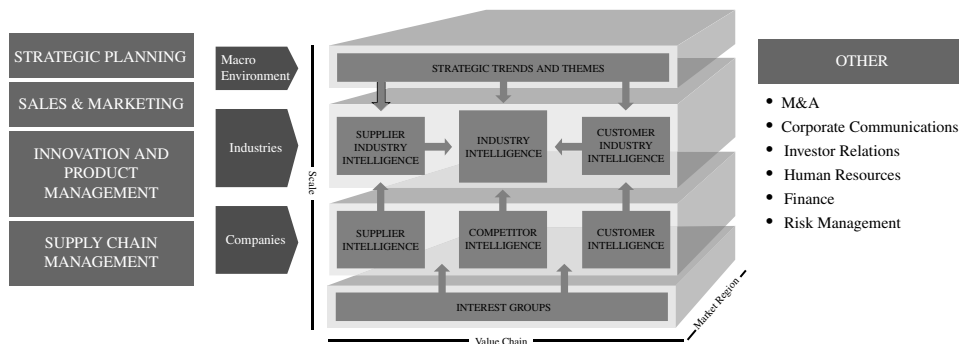 STRATEGIC PLANNING
SALES & MARKETING
INNOVATION AND
PRODUCT
MANAGEMENT
SUPPLY CHAIN
MANAGEMENT
Macro
Environment
Industries
Companies
Scale
STRATEGIC TRENDS AND THEMES
SUPPLIER
INDUSTRY
INTELLIGENCE
INDUSTRY
INTELLIGENCE
CUSTOMER
INDUSTRY
INTELLIGENCE
SUPPLIER
INTELLIGENCE
COMPETITOR
INTELLIGENCE
CUSTOMER
INTELLIGENCE
INTEREST GROUPS
Value Chain
Market Region
OTHER
• M&A
• Corporate Communications
• Investor Relations
• Human Resources
• Finance
• Risk Management